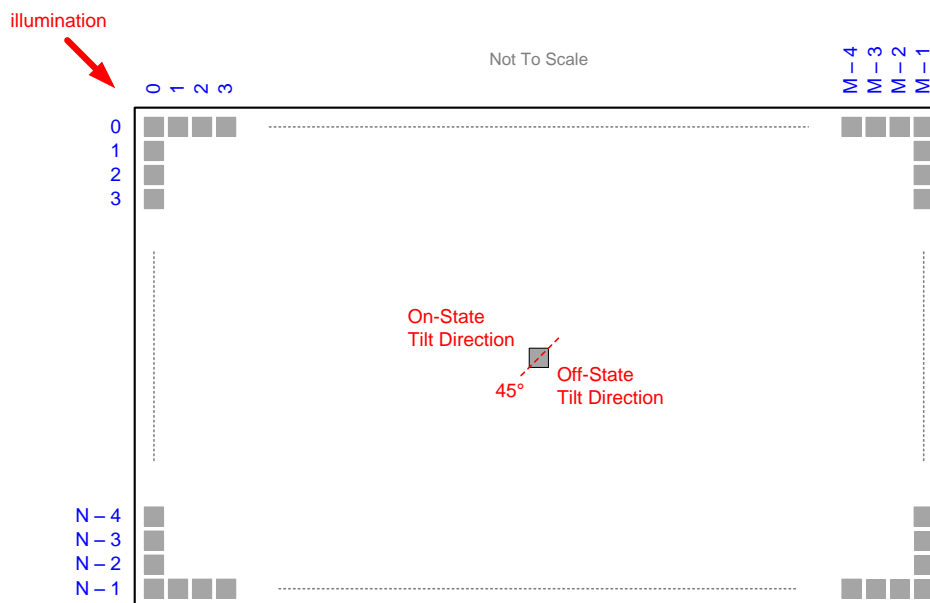 illumination
Not To Scale
0
1
2
3
M – 4
M – 3
M – 2
M – 1
0
1
2
3
On-State
Tilt Direction
45°
Off-State
Tilt Direction
N – 4
N – 3
N – 2
N – 1